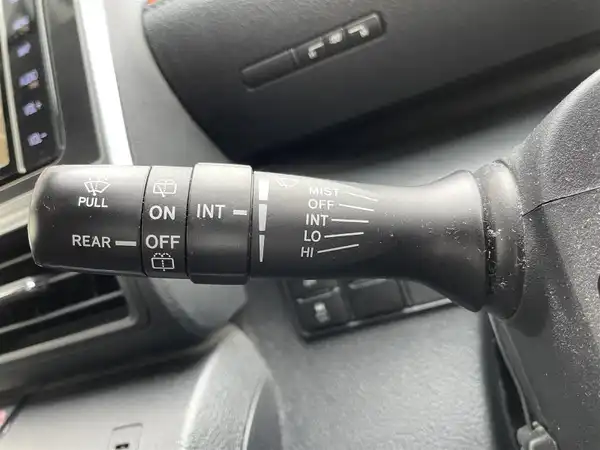 PULL
REAR
ON
OFF
INT
MIST
OFF
INT
LO
HI